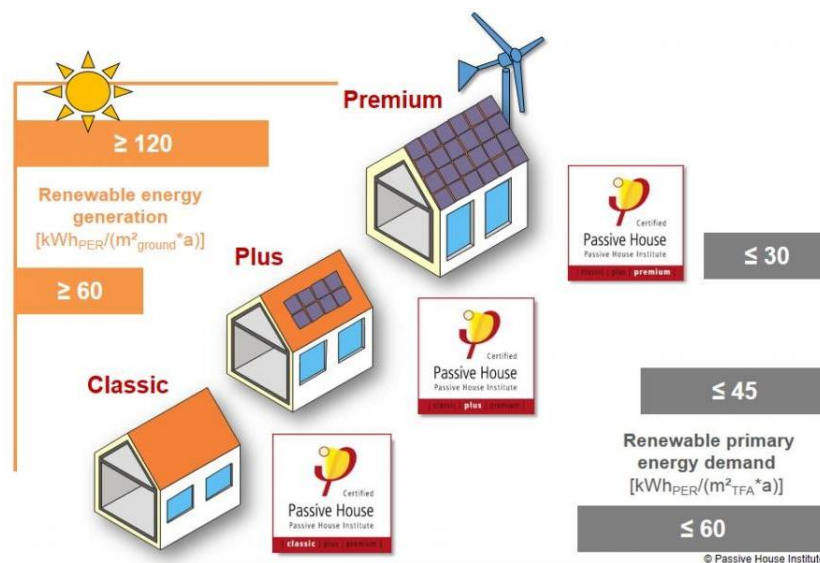 Premium
≥ 120
Renewable energy
generation
[kWhPER/(m²ground*a)]
Certified
Passive House
Passive House Institute
| classic | plus | premium |
≤ 30
Plus
≥ 60
Certified
Passive House
Passive House Institute
| classic | plus | premium |
Classic
≤ 45
Renewable primary
energy demand
[kWhPER/(m²TFA*a)]
Certified
Passive House
Passive House Institute
| classic | plus | premium |
≤ 60
© Passive House Institute